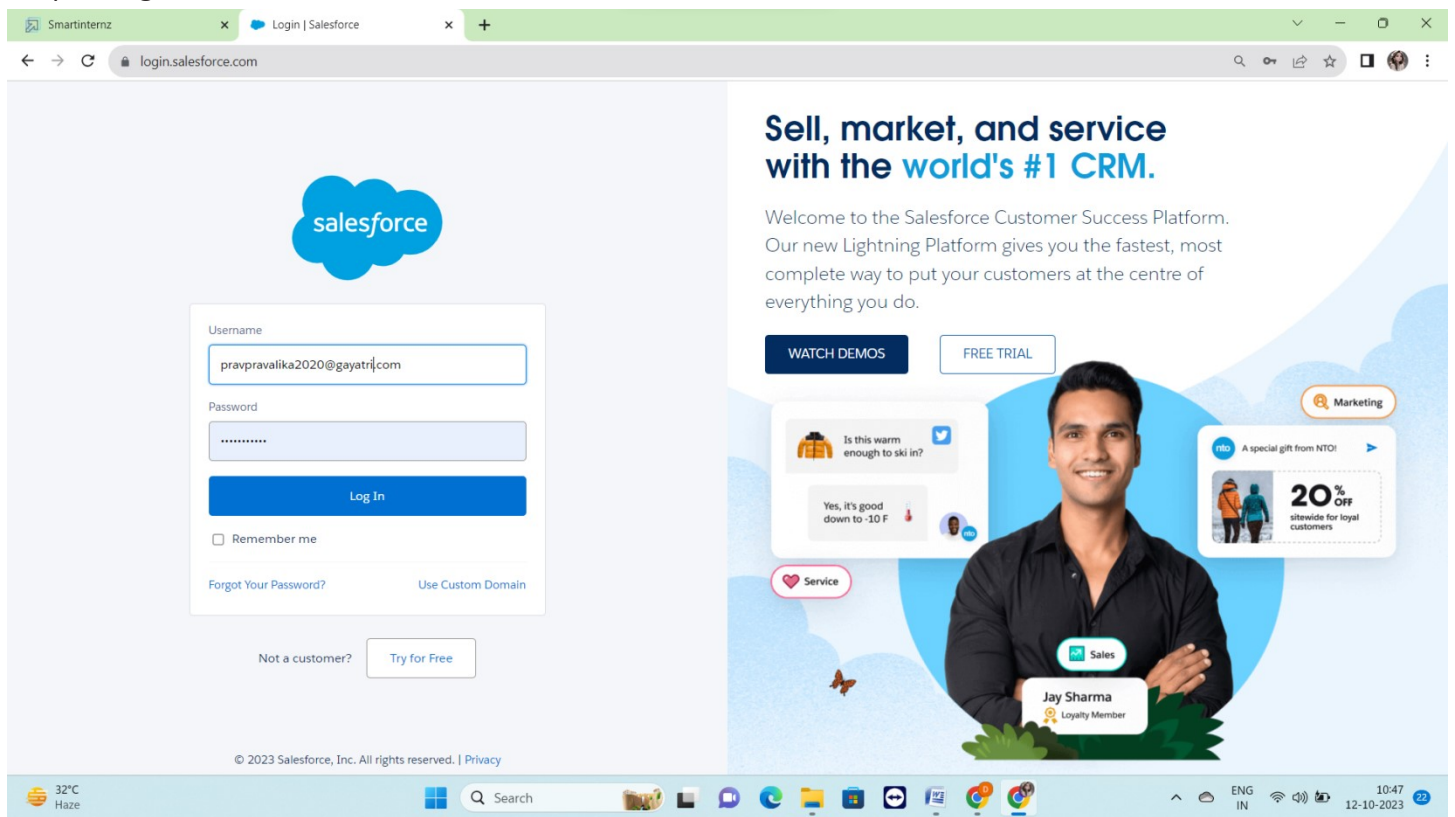 Smartinternz
Login | Salesforce
login.salesforce.com
salesforce
Username
pravpravalika2020@gayatri.com
Password
...........
Log In
Remember me
Forgot Your Password?
Use Custom Domain
Not a customer?
Try for Free
© 2023 Salesforce, Inc. All rights reserved. | Privacy
Sell, market, and service
with the world's #1 CRM.
Welcome to the Salesforce Customer Success Platform.
Our new Lightning Platform gives you the fastest, most
complete way to put your customers at the centre of
everything you do.
WATCH DEMOS
FREE TRIAL
Is this warm
enough to ski in?
Yes, it's good
down to -10 F
nto
Service
Marketing
nto
A special gift from NTO!
20% OFF
sitewide for loyal
customers
Sales
Jay Sharma
Loyalty Member
32°C
Haze
Search
ENG
IN
10:47
12-10-2023
22